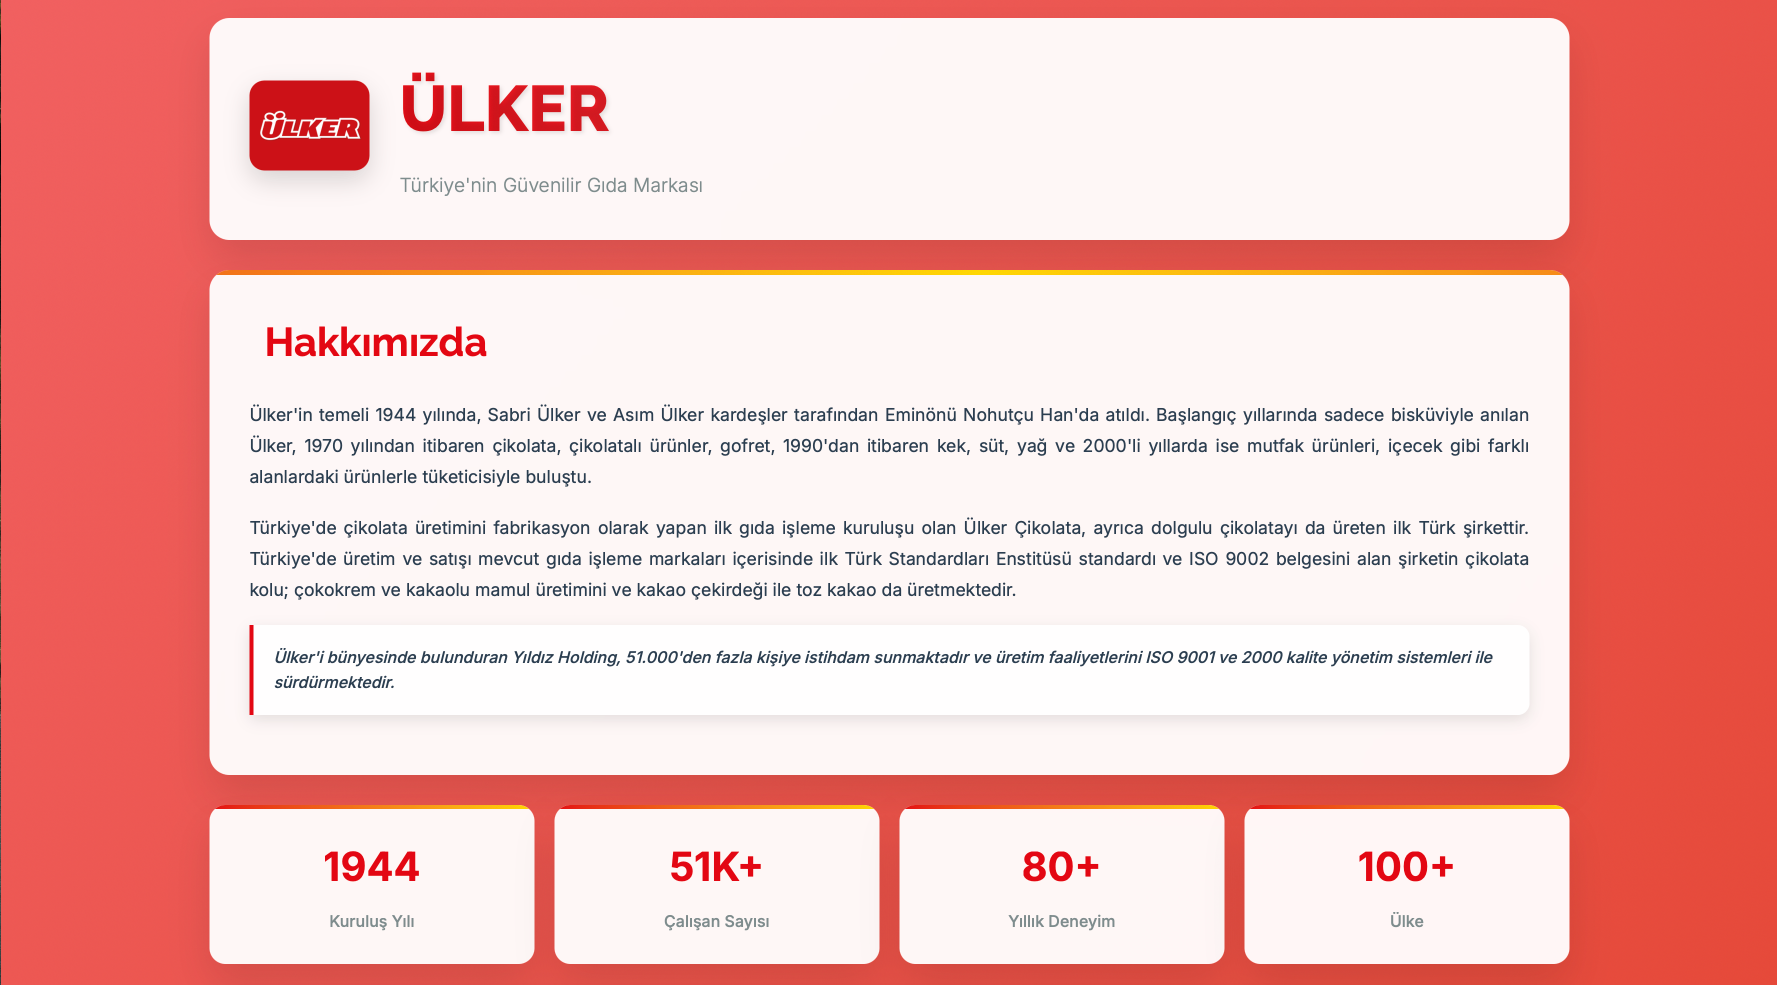 ÜLKER
ÜLKER
Türkiye'nin Güvenilir Gıda Markası
Hakkımızda
Ülker'in temeli 1944 yılında, Sabri Ülker ve Asım Ülker kardeşler tarafından Eminönü Nohutçu Han'da atıldı. Başlangıç yıllarında sadece bisküviyle anılan
Ülker, 1970 yılından itibaren çikolata, çikolatalı ürünler, gofret, 1990'dan itibaren kek, süt, yağ ve 2000'li yıllarda ise mutfak ürünleri, içecek gibi farklı
alanlardaki ürünlerle tüketicisiyle buluştu.
Türkiye'de çikolata üretimini fabrikasyon olarak yapan ilk gıda işleme kuruluşu olan Ülker Çikolata, ayrıca dolgulu çikolatayı da üreten ilk Türk şirkettir.
Türkiye'de üretim ve satışı mevcut gıda işleme markaları içerisinde ilk Türk Standardları Enstitüsü standardı ve ISO 9002 belgesini alan şirketin çikolata
kolu; çokokrem ve kakaolu mamul üretimini ve kakao çekirdeği ile toz kakao da üretmektedir.
Ülker'i bünyesinde bulunduran Yıldız Holding, 51.000'den fazla kişiye istihdam sunmaktadır ve üretim faaliyetlerini ISO 9001 ve 2000 kalite yönetim sistemleri ile
sürdürmektedir.
1944
Kuruluş Yılı
51K+
Çalışan Sayısı
80+
Yıllık Deneyim
100+
Ülke